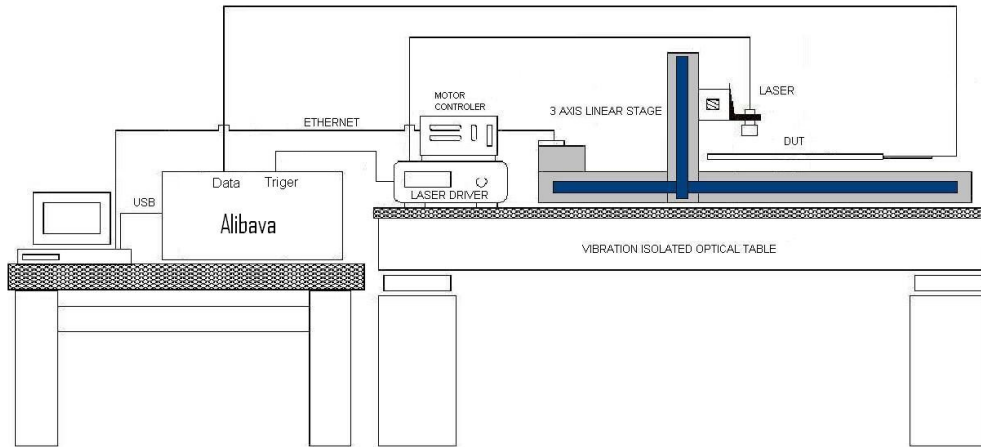 MOTOR
CONTROLER
ETHERNET
3 AXIS LINEAR STAGE
LASER
DUT
Data
Triger
LASER DRIVER
USB
Alibava
VIBRATION ISOLATED OPTICAL TABLE